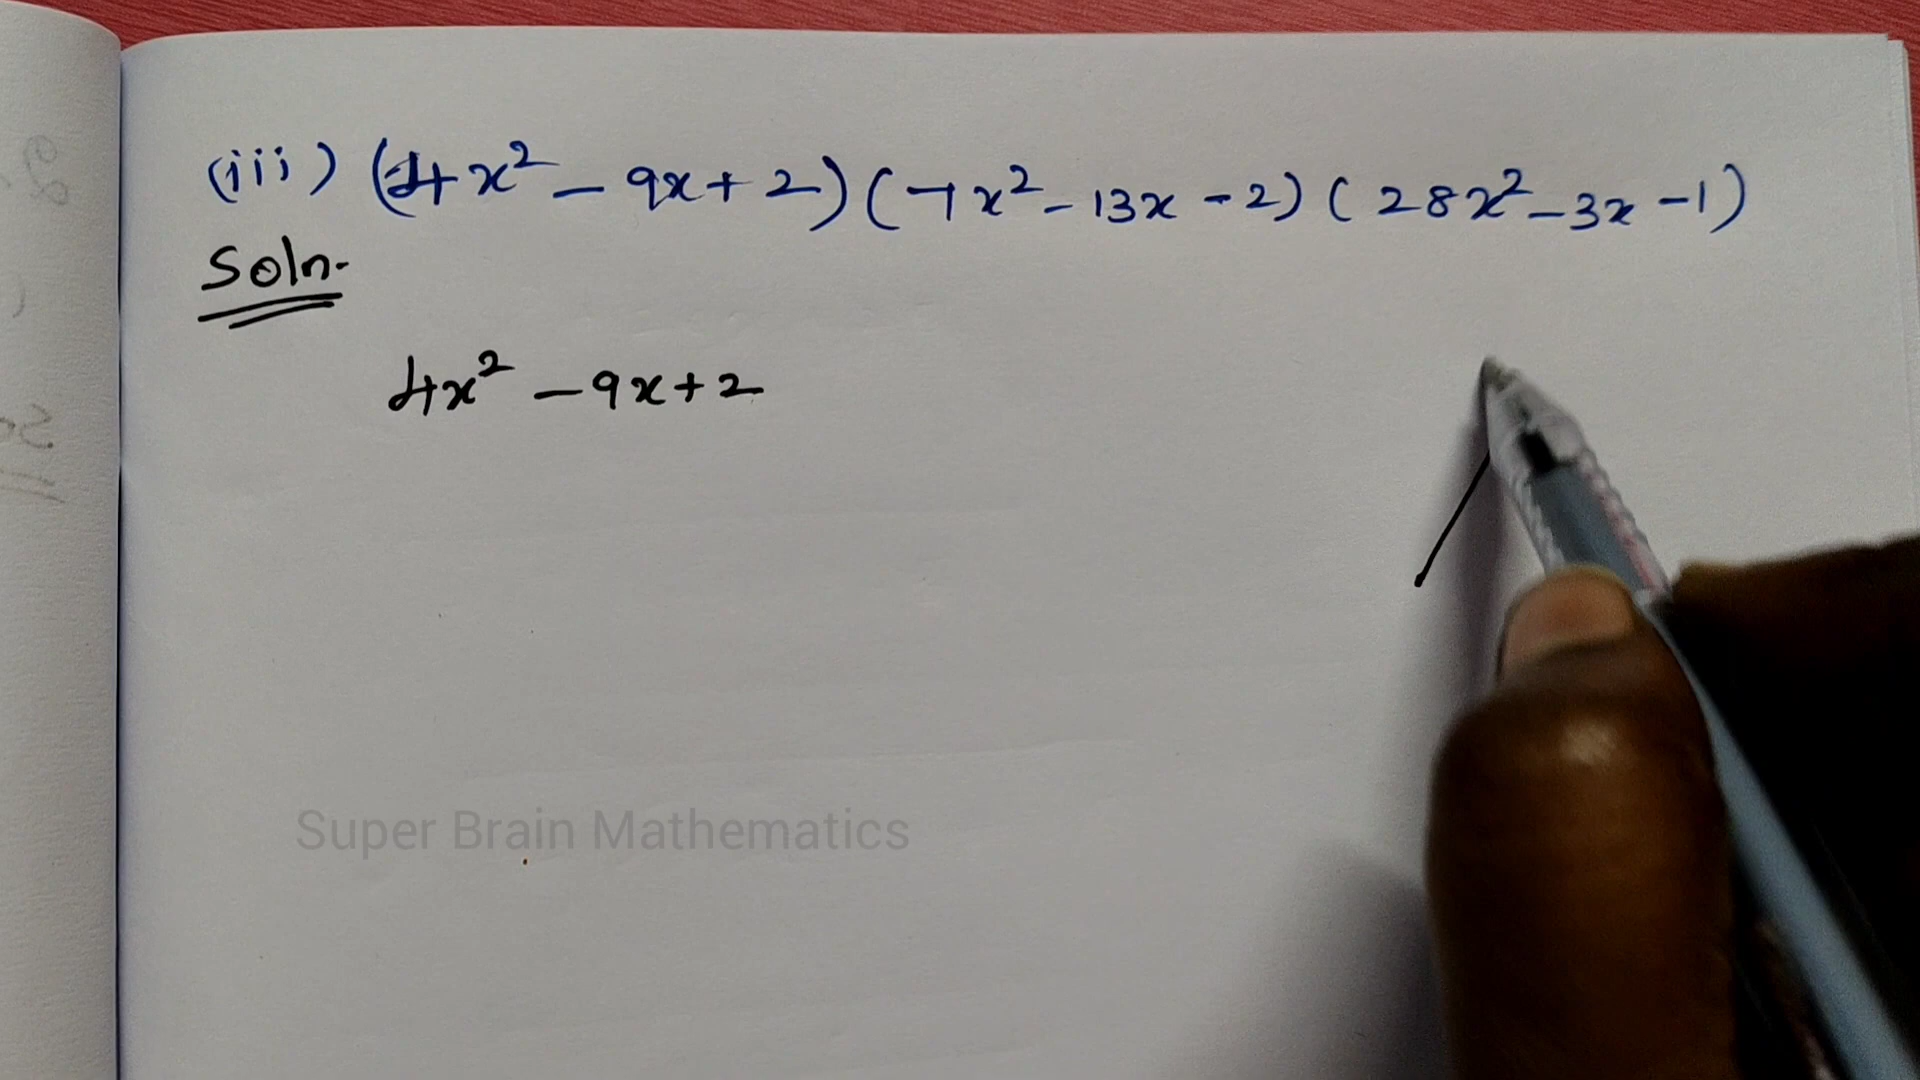 (iii) (4x² - 9x + 2) (7x² - 13x - 2) (28x² - 3x - 1)
Soln.
4x² - 9x + 2
Super Brain Mathematics